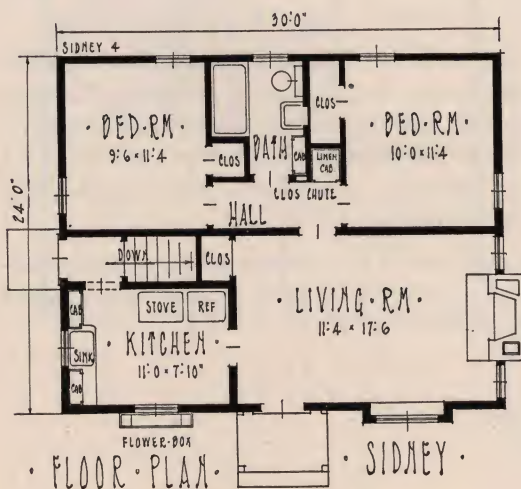 30'0"
SIDNEY 4
BED·RM
9:6 × 11:4
CLOS
BATH
CAB
CLOS
LINEN
CAB
BED·RM
10:0 × 11:4
CLOS CHUTE
HALL
24'0"
DOWN
CLOS
CAB
STOVE
REF
SINK
KITCHEN
11:0 × 7:10"
CAB
LIVING·RM
11:4 × 17:6
FLOWER·BOX
·FLOOR·PLAN·
·SIDNEY·